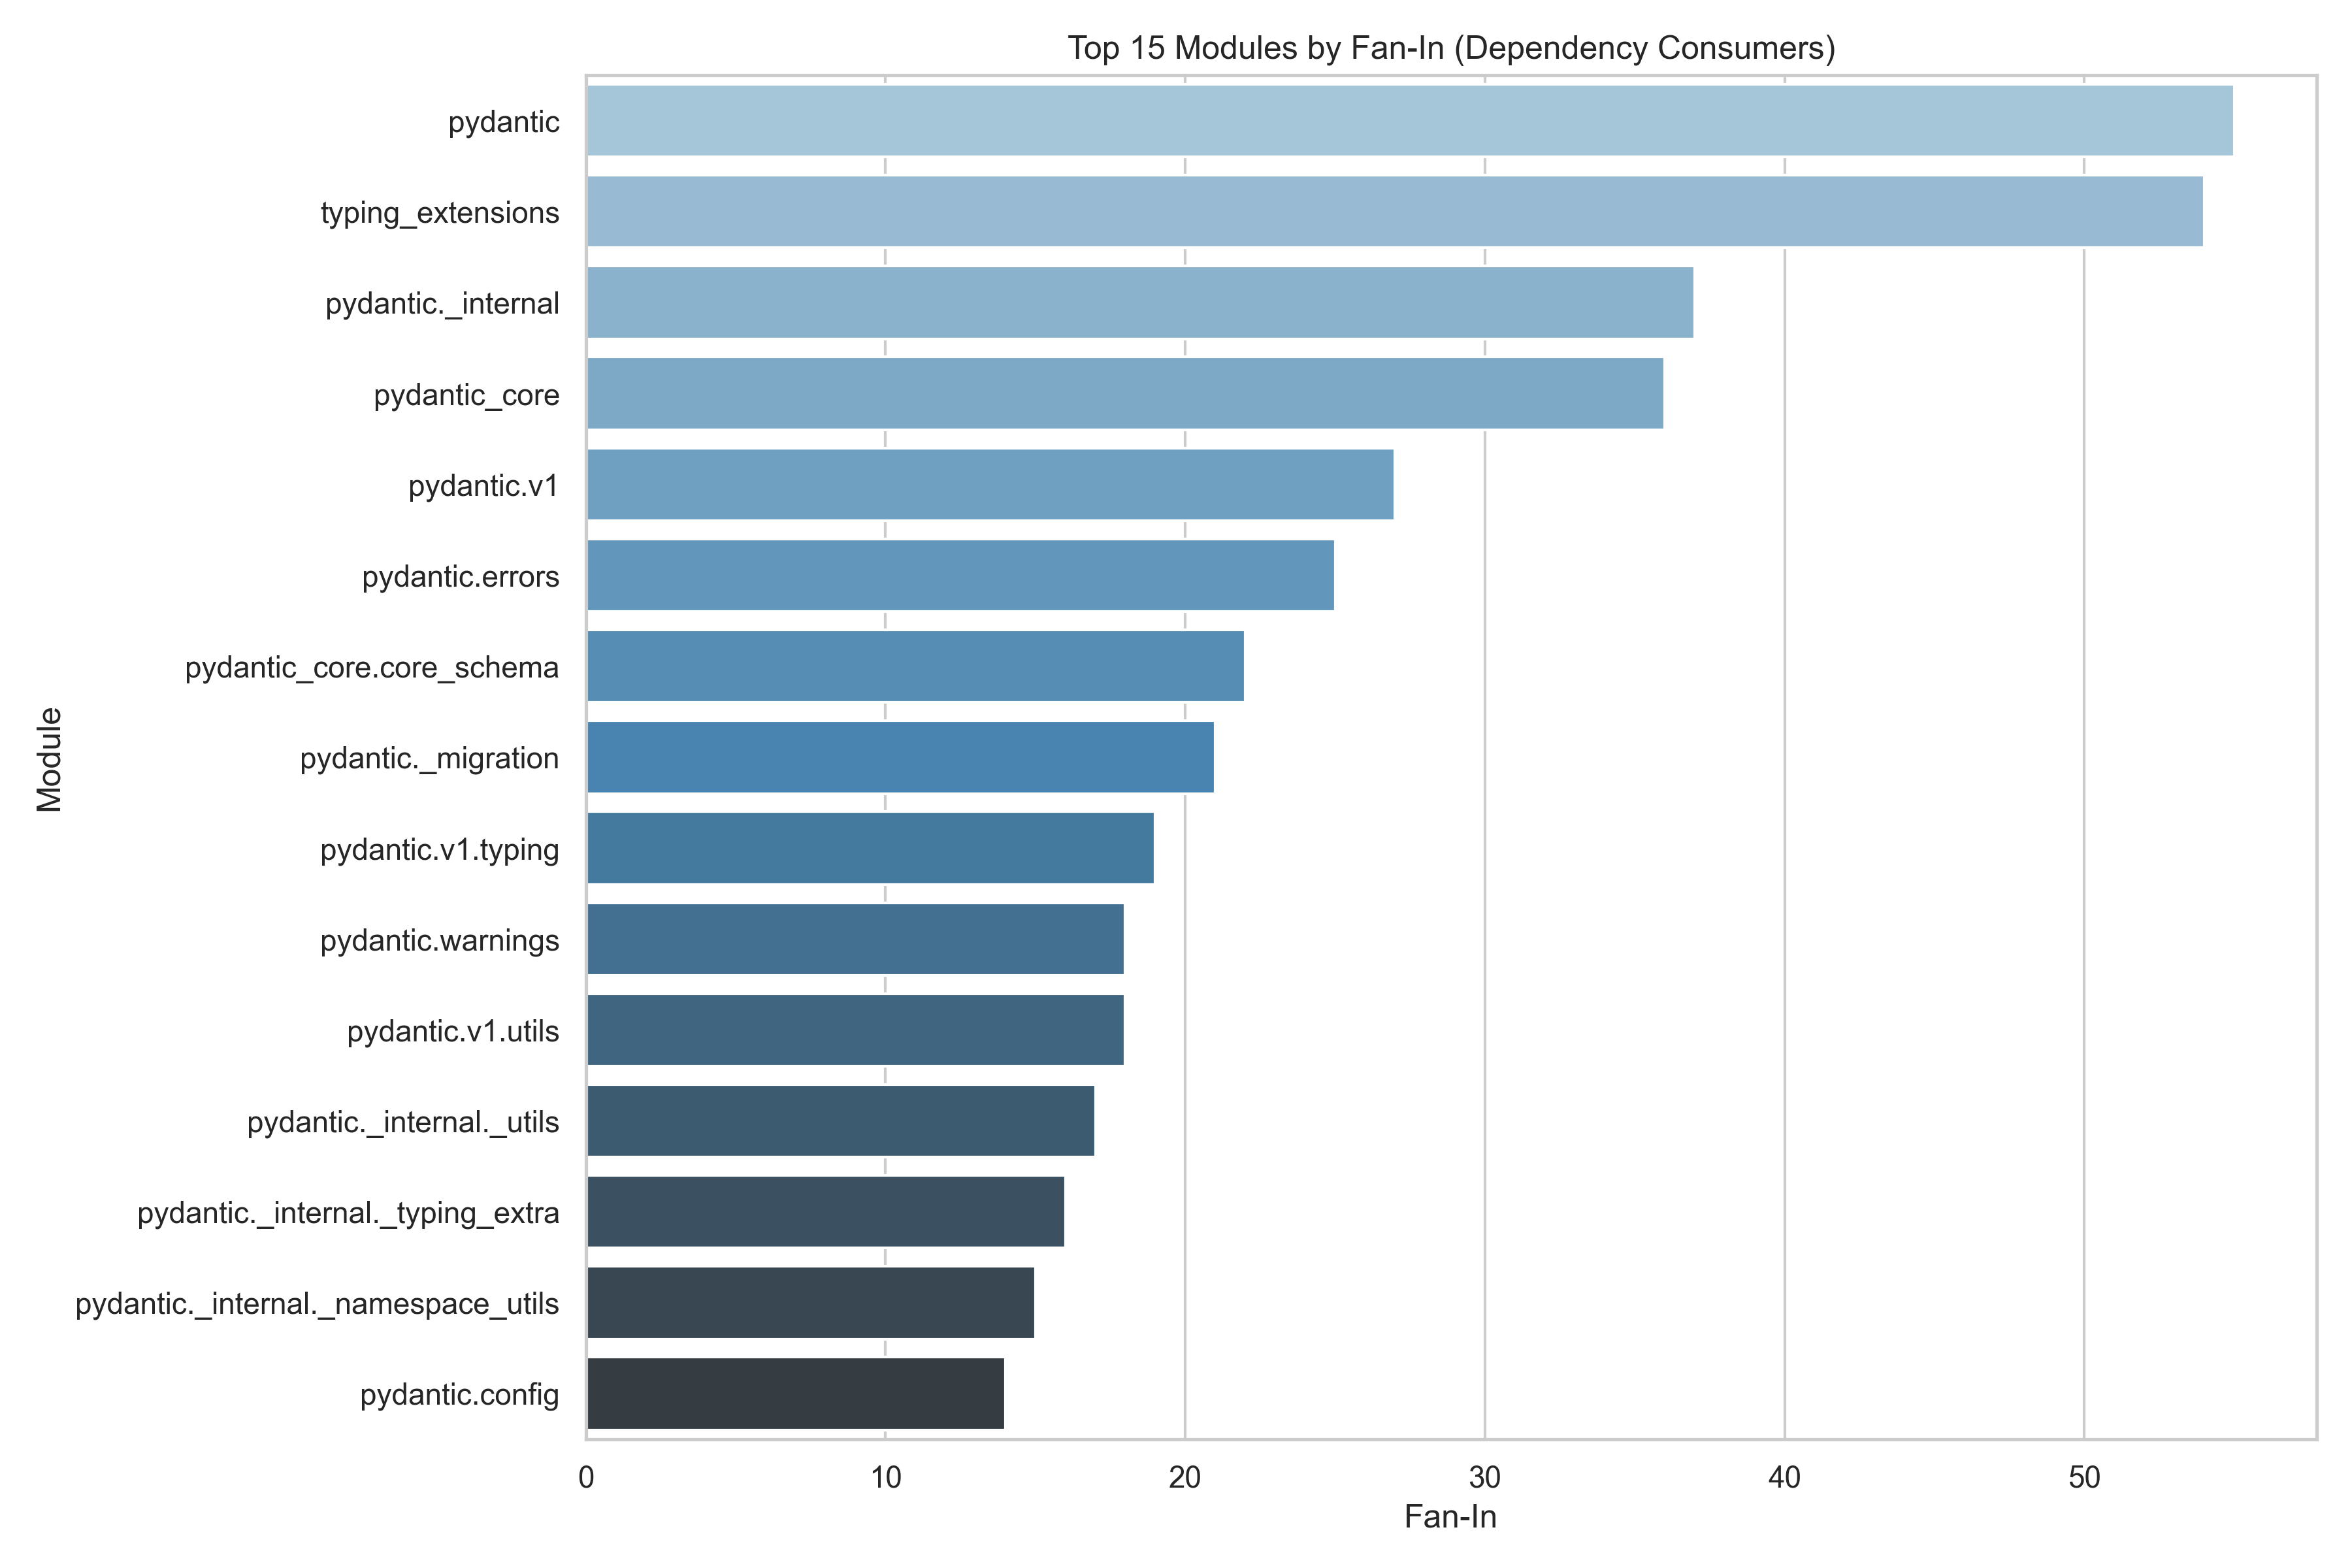 Top 15 Modules by Fan-In (Dependency Consumers)
pydantic
typing_extensions
pydantic._internal
pydantic_core
pydantic.v1
pydantic.errors
pydantic_core.core_schema
pydantic._migration
pydantic.v1.typing
pydantic.warnings
pydantic.v1.utils
pydantic._internal._utils
pydantic._internal._typing_extra
pydantic._internal._namespace_utils
pydantic.config
Module
0 10 20 30 40 50
Fan-In